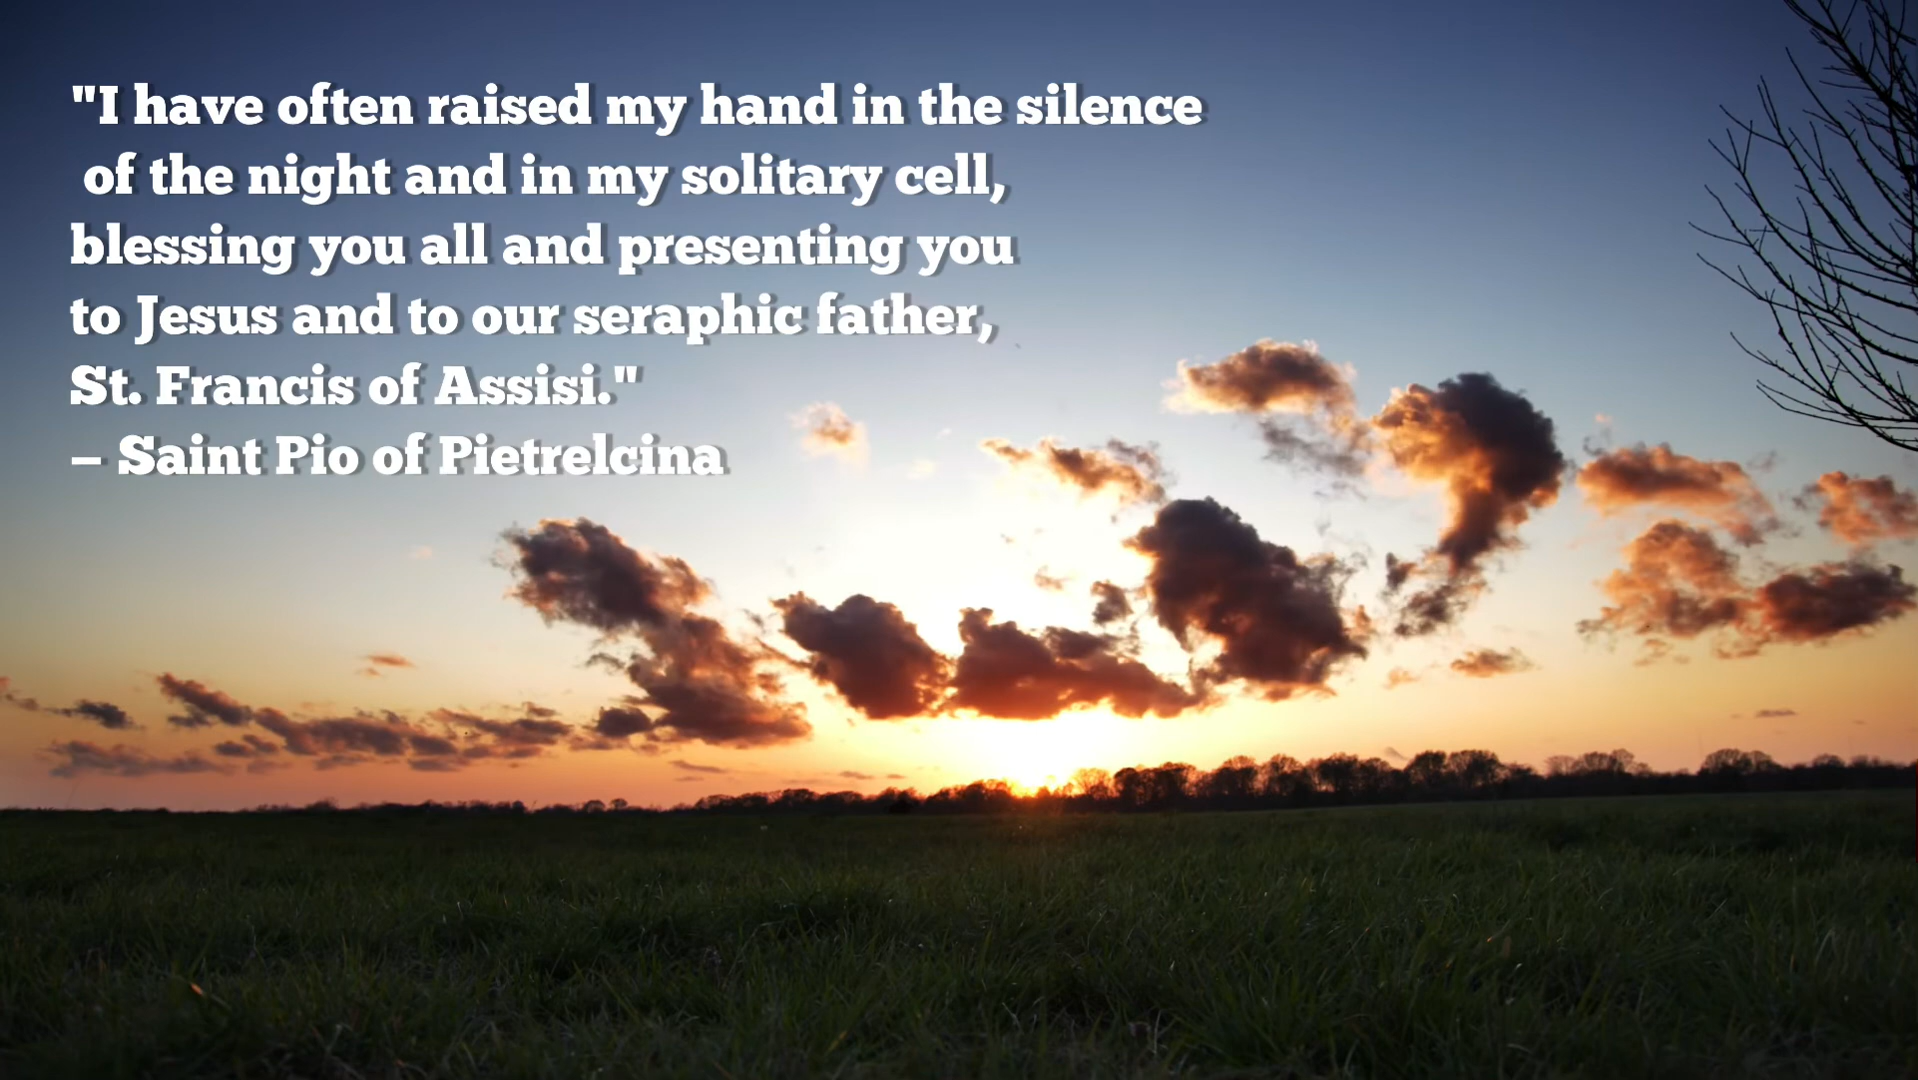 "I have often raised my hand in the silence
of the night and in my solitary cell,
blessing you all and presenting you
to Jesus and to our seraphic father,
St. Francis of Assisi."
– Saint Pio of Pietrelcina